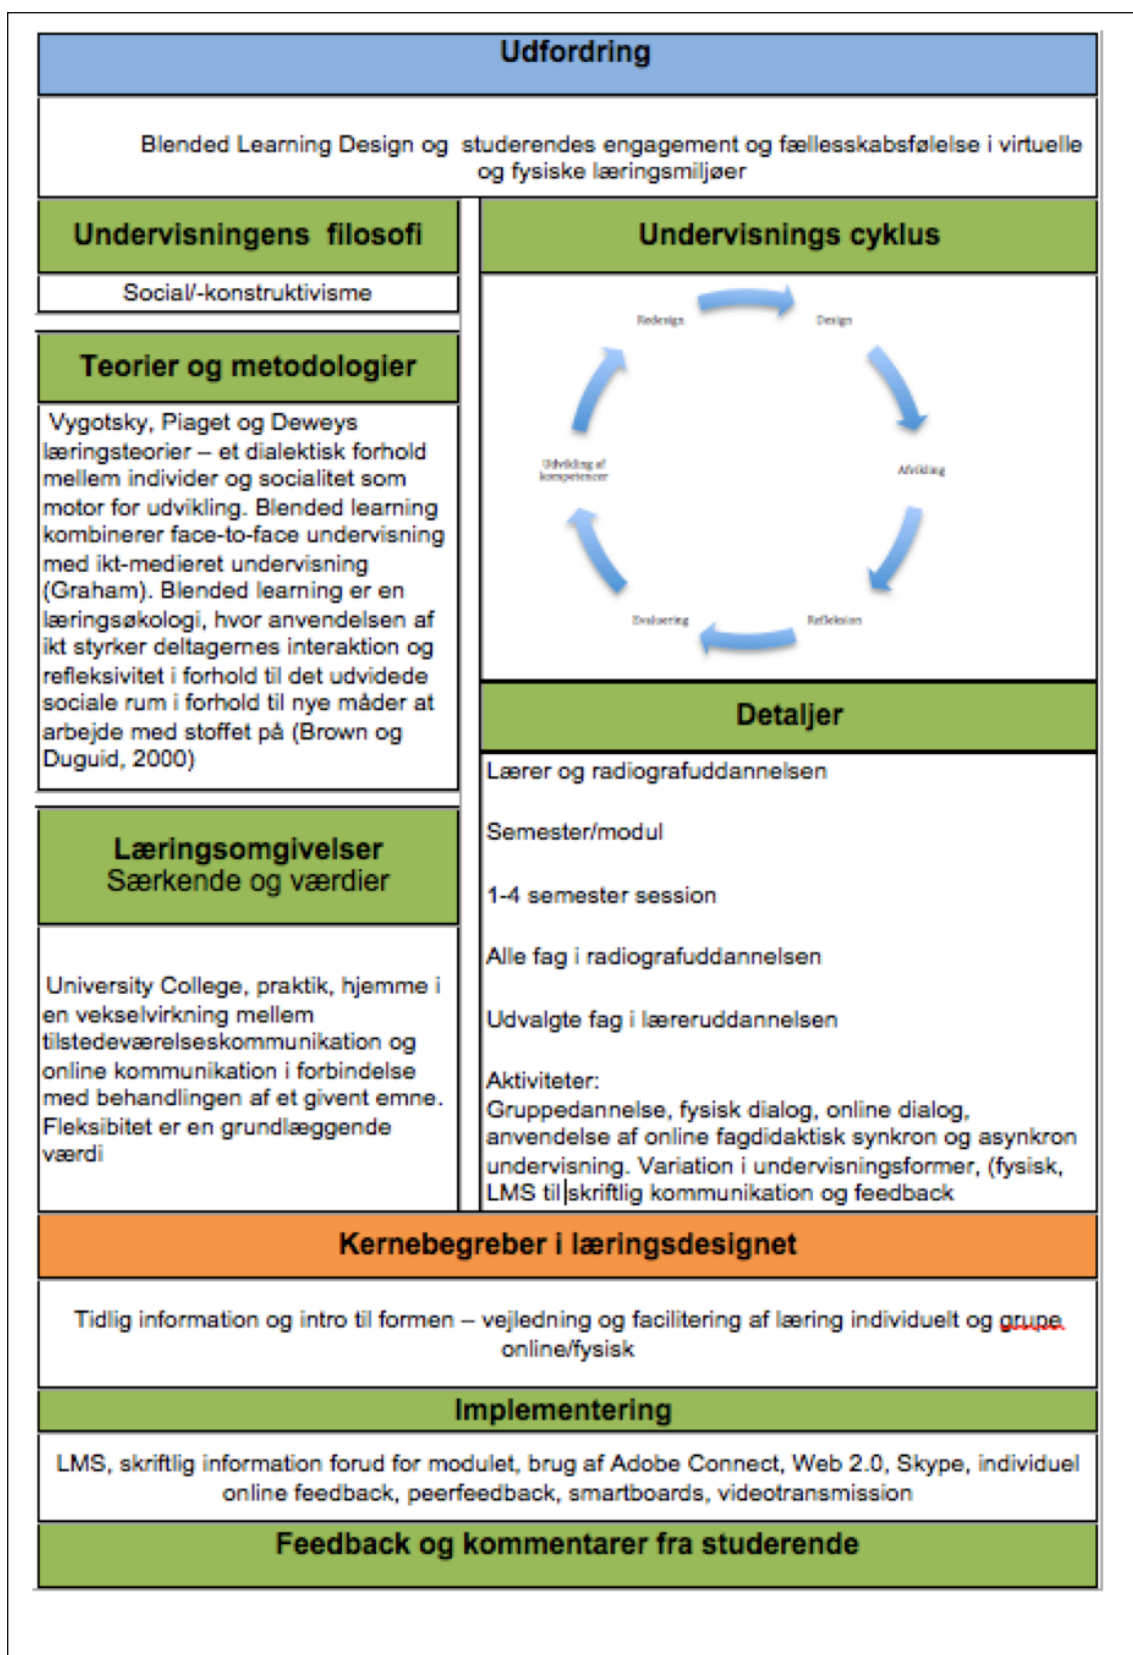 Udfordring
Blended Learning Design og studerendes engagement og fællesskabsfølelse i virtuelle
og fysiske læringsmiljøer
Undervisningens filosofi
Social/-konstruktivisme
Teorier og metodologier
Vygotsky, Piaget og Deweys
læringsteorier – et dialektisk forhold
mellem individer og socialitet som
motor for udvikling. Blended learning
kombinerer face-to-face undervisning
med ikt-medieret undervisning
(Graham). Blended learning er en
læringsøkologi, hvor anvendelsen af
ikt styrker deltagernes interaktion og
refleksivitet i forhold til det udvidede
sociale rum i forhold til nye måder at
arbejde med stoffet på (Brown og
Duguid, 2000)
Læringsomgivelser
Særkende og værdier
University College, praktik, hjemme i
en vekselvirkning mellem
tilstedeværelseskommunikation og
online kommunikation i forbindelse
med behandlingen af et givent emne.
Fleksibitet er en grundlæggende
værdi
Undervisnings cyklus
Redesign
Design
Udvikling af
kompetencer
Afvikling
Evaluering
Refleksion
Detaljer
Lærer og radiografuddannelsen
Semester/modul
1-4 semester session
Alle fag i radiografuddannelsen
Udvalgte fag i læreruddannelsen
Aktiviteter:
Gruppedannelse, fysisk dialog, online dialog,
anvendelse af online fagdidaktisk synkron og asynkron
undervisning. Variation i undervisningsformer, (fysisk,
LMS til skriftlig kommunikation og feedback
Kernebegreber i læringsdesignet
Tidlig information og intro til formen – vejledning og facilitering af læring individuelt og grupe
online/fysisk
Implementering
LMS, skriftlig information forud for modulet, brug af Adobe Connect, Web 2.0, Skype, individuel
online feedback, peerfeedback, smartboards, videotransmission
Feedback og kommentarer fra studerende